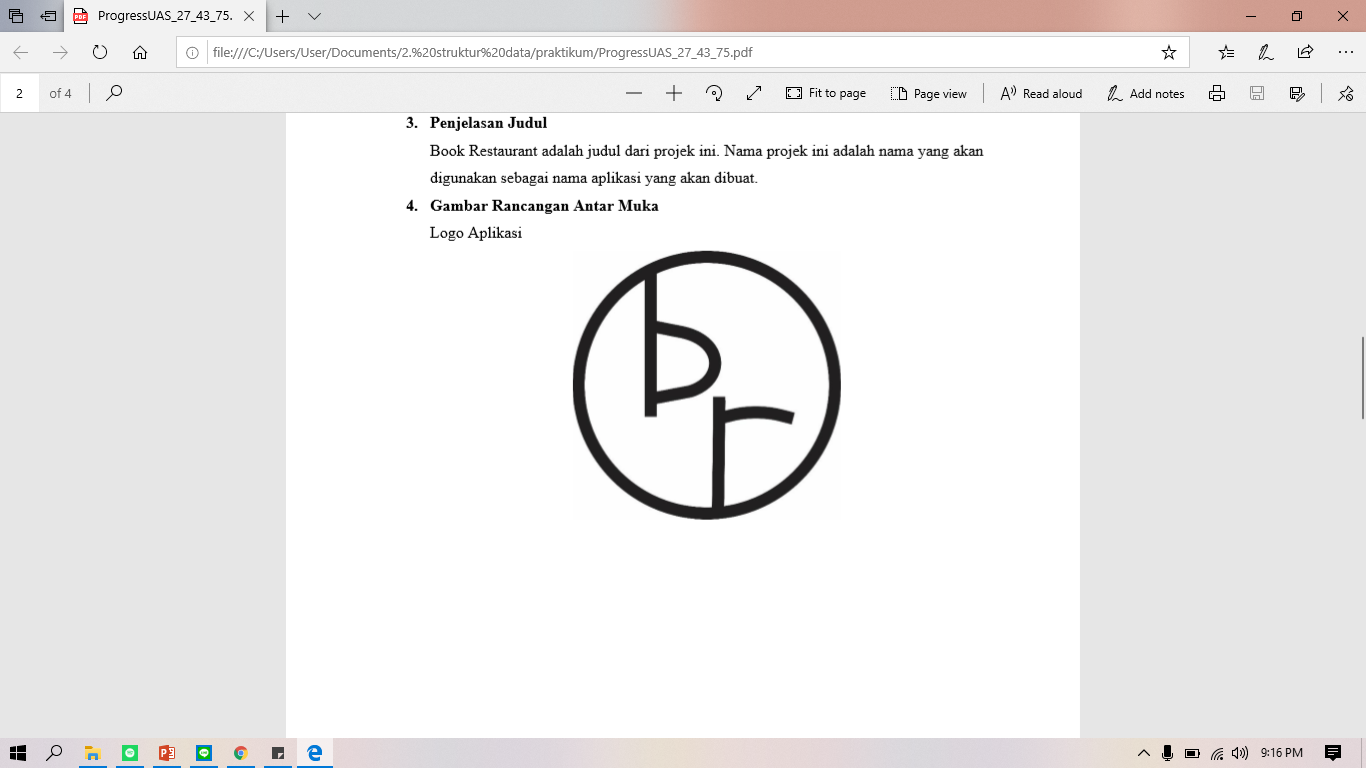 ProgressUAS_27_43_75.
file:///C:/Users/User/Documents/2.%20struktur%20data/praktikum/ProgressUAS_27_43_75.pdf
2 of 4 Fit to page Page view Read aloud Add notes
3. Penjelasan Judul
Book Restaurant adalah judul dari projek ini. Nama projek ini adalah nama yang akan
digunakan sebagai nama aplikasi yang akan dibuat.
4. Gambar Rancangan Antar Muka
Logo Aplikasi
b
r
9:16 PM